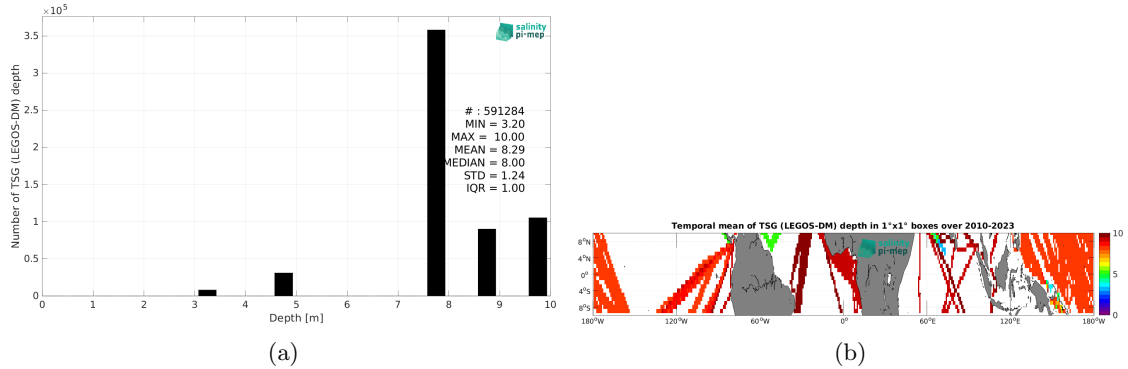 ×10⁵
salinity
pi-mep
3.5
3
2.5
2
1.5
1
0.5
0
Number of TSG (LEGOS-DM) depth
# : 591284
MIN = 3.20
MAX = 10.00
MEAN = 8.29
MEDIAN = 8.00
STD = 1.24
IQR = 1.00
0 1 2 3 4 5 6 7 8 9 10
Depth [m]
(a)
Temporal mean of TSG (LEGOS-DM) depth in 1°x1° boxes over 2010-2023
8°N
4°N
0°
4°S
8°S
salinity
pi-mep
180°W 120°W 60°W 0° 60°E 120°E 180°W
10
5
0
(b)